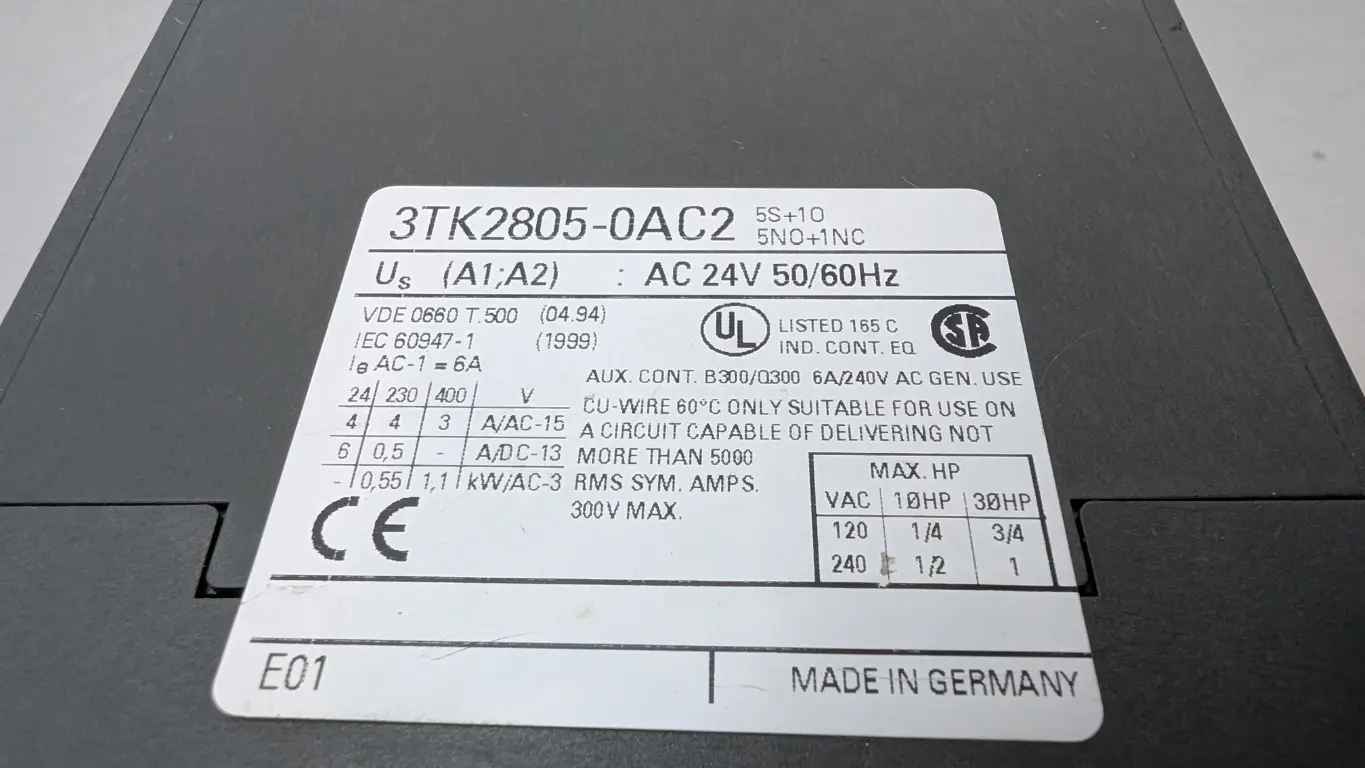 3TK2805-0AC2 5S+1O
5NO+1NC
Us (A1;A2) : AC 24V 50/60Hz
VDE 0660 T.500 (04.94)
IEC 60947-1 (1999)
Ie AC-1 = 6A
UL LISTED 165 C
IND. CONT. EQ
SA
AUX. CONT. B300/Q300 6A/240V AC GEN. USE
CU-WIRE 60°C ONLY SUITABLE FOR USE ON
A CIRCUIT CAPABLE OF DELIVERING NOT
MORE THAN 5000
RMS SYM. AMPS.
300V MAX.
24 230 400 V
4 4 3 A/AC-15
6 0,5 - A/DC-13
- 0,55 1,1 kW/AC-3
CE
MAX. HP
VAC 1ØHP 3ØHP
120 1/4 3/4
240 1/2 1
E01
MADE IN GERMANY